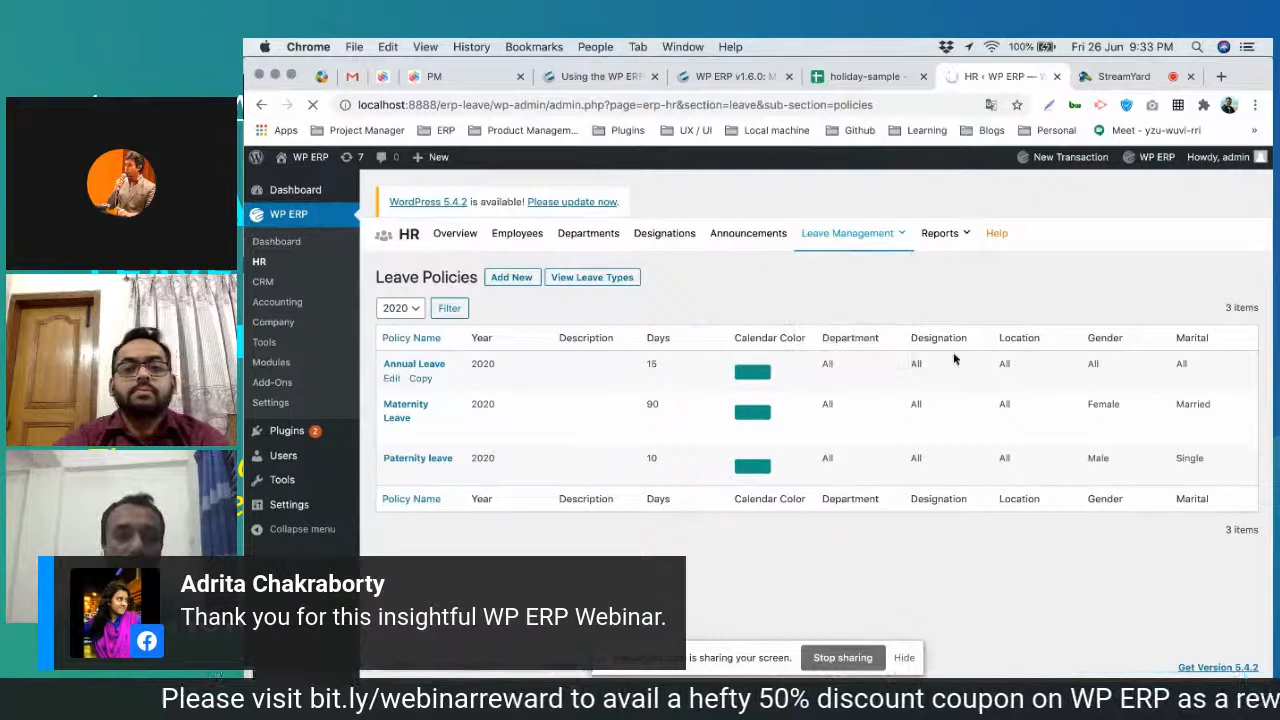 Chrome File Edit View History Bookmarks People Tab Window Help 100% Fri 26 Jun 9:33 PM
PM Using the WP ERP WP ERP v1.6.0: M holiday-sample - HR ‹ WP ERP — W StreamYard
localhost:8888/erp-leave/wp-admin/admin.php?page=erp-hr&section=leave&sub-section=policies
Apps Project Manager ERP Product Managem... Plugins UX / UI Local machine Github Learning Blogs Personal Meet - yzu-wuvi-rri »
WP ERP 7 0 New New Transaction WP ERP Howdy, admin
Dashboard
WP ERP
Dashboard
HR
CRM
Accounting
Company
Tools
Modules
Add-Ons
Settings
Plugins 2
Users
Tools
Settings
Collapse menu
WordPress 5.4.2 is available! Please update now.
HR Overview Employees Departments Designations Announcements Leave Management Reports Help
Leave Policies Add New View Leave Types
2020 Filter 3 items
Policy Name Year Description Days Calendar Color Department Designation Location Gender Marital
Annual Leave 2020 15 All All All All All
Edit Copy
Maternity 2020 90 All All All Female Married
Leave
Paternity leave 2020 10 All All All Male Single
Policy Name Year Description Days Calendar Color Department Designation Location Gender Marital
3 items
Adrita Chakraborty
Thank you for this insightful WP ERP Webinar.
is sharing your screen. Stop sharing Hide
Get Version 5.4.2
Please visit bit.ly/webinarreward to avail a hefty 50% discount coupon on WP ERP as a rew